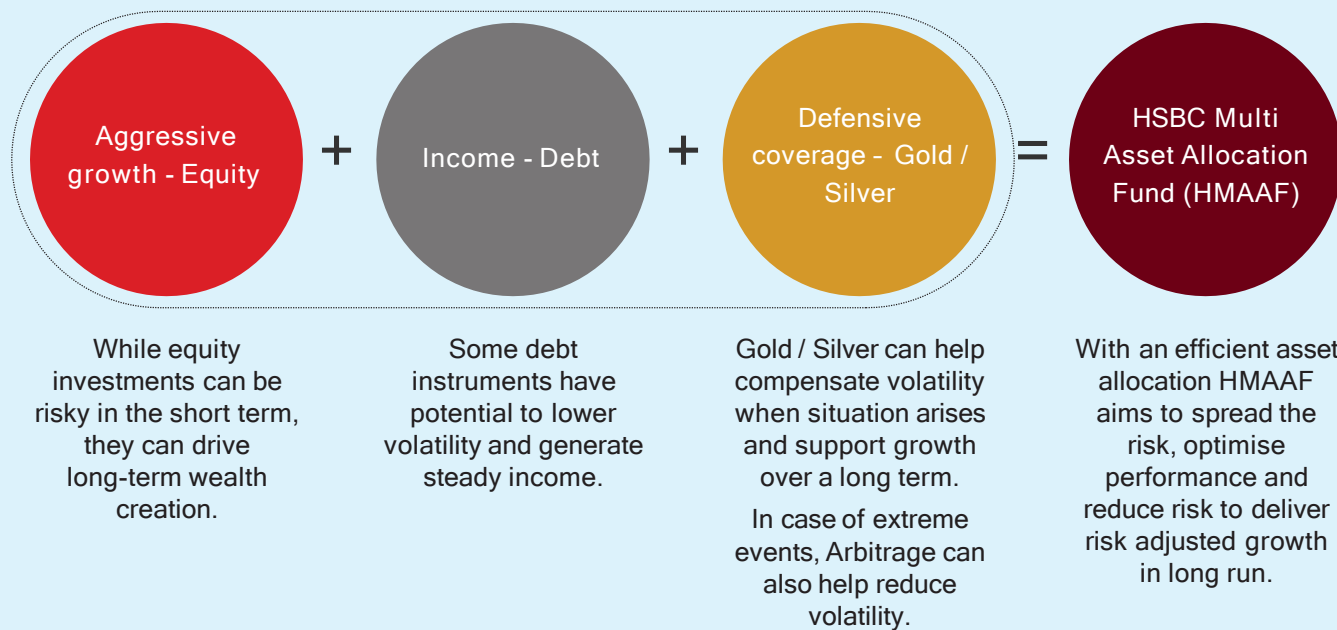 Aggressive
growth - Equity
+
Income - Debt
+
Defensive
coverage - Gold /
Silver
=
HSBC Multi
Asset Allocation
Fund (HMAAF)
While equity
investments can be
risky in the short term,
they can drive
long-term wealth
creation.
Some debt
instruments have
potential to lower
volatility and generate
steady income.
Gold / Silver can help
compensate volatility
when situation arises
and support growth
over a long term.
In case of extreme
events, Arbitrage can
also help reduce
volatility.
With an efficient asset
allocation HMAAF
aims to spread the
risk, optimise
performance and
reduce risk to deliver
risk adjusted growth
in long run.